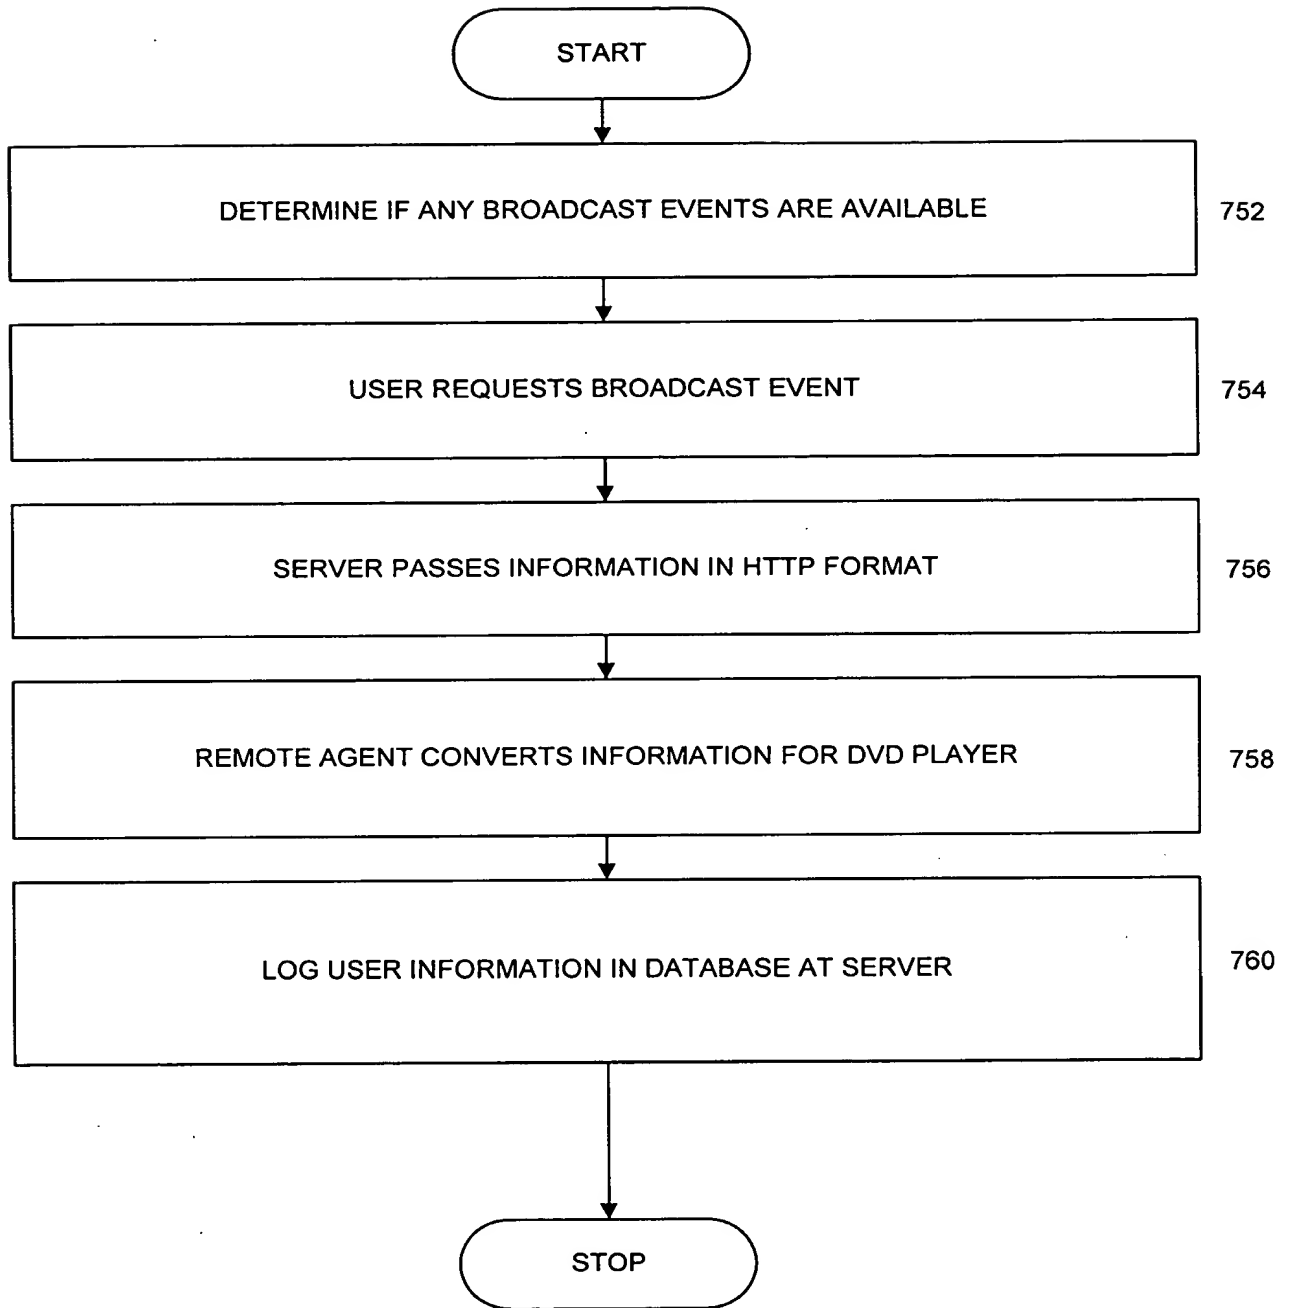 START
DETERMINE IF ANY BROADCAST EVENTS ARE AVAILABLE
752
USER REQUESTS BROADCAST EVENT
754
SERVER PASSES INFORMATION IN HTTP FORMAT
756
REMOTE AGENT CONVERTS INFORMATION FOR DVD PLAYER
758
LOG USER INFORMATION IN DATABASE AT SERVER
760
STOP